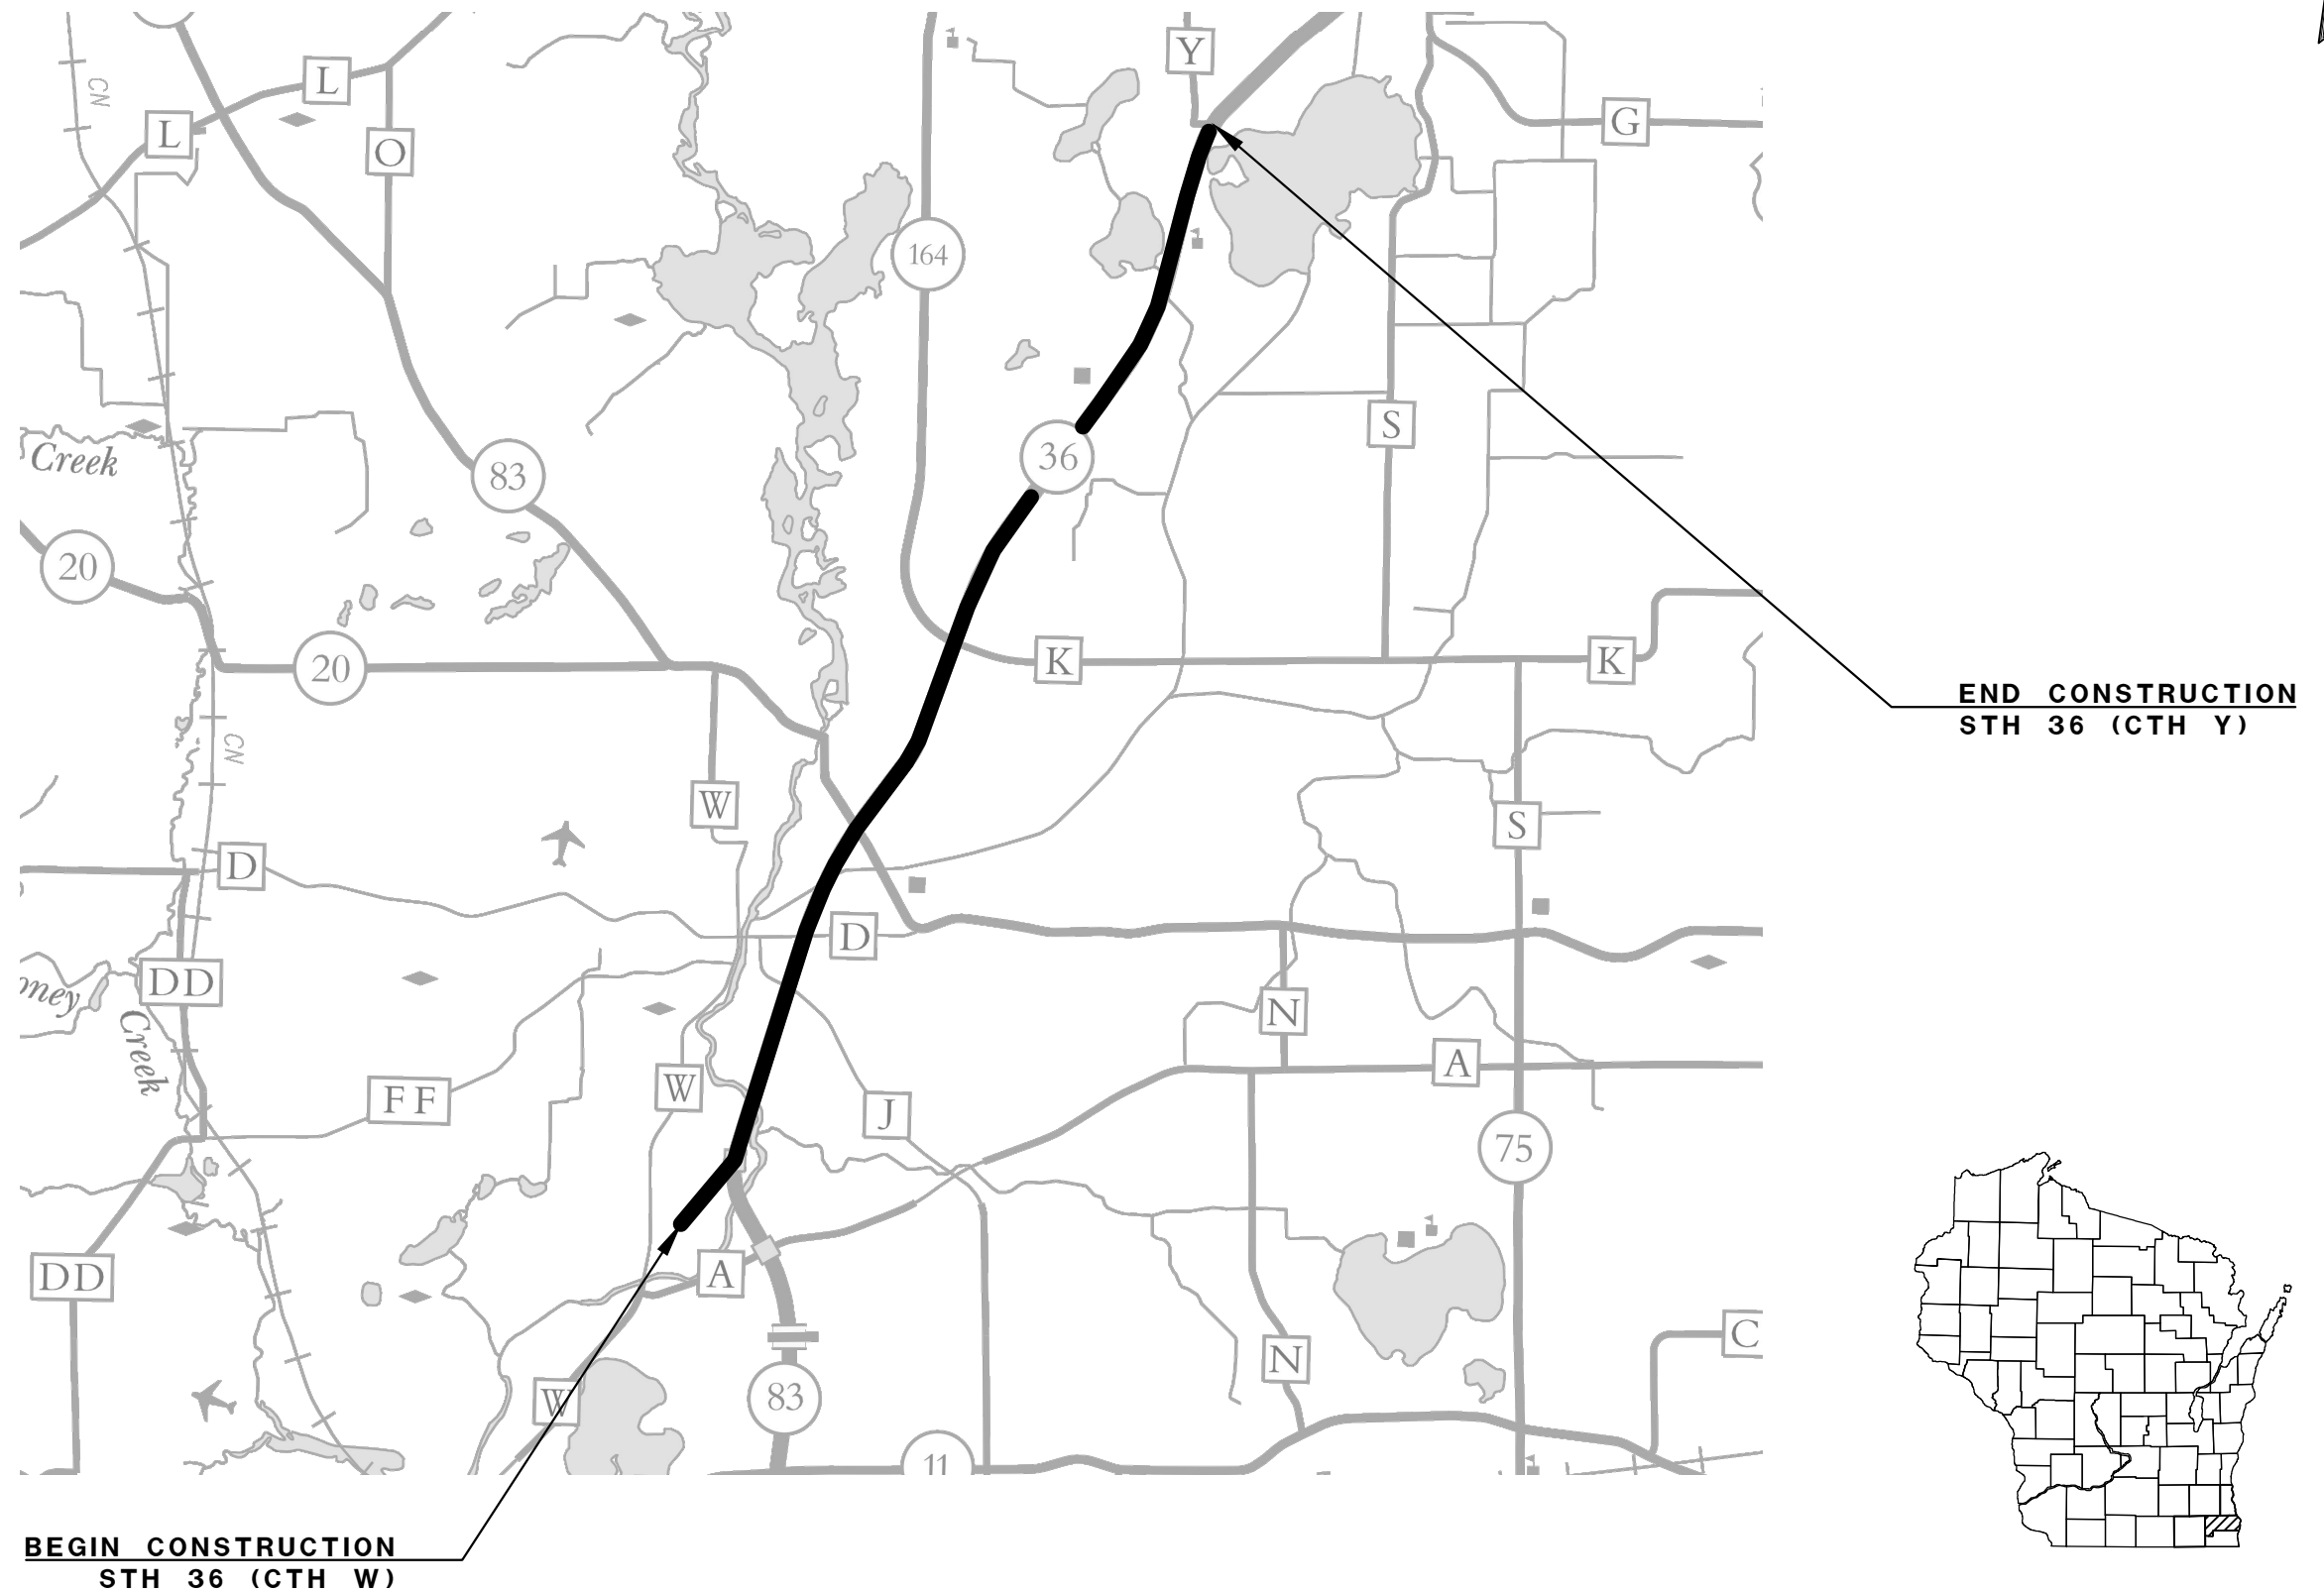 Y
L
CN
G
L
O
164
S
36
Creek
83
20
K
K
20
END CONSTRUCTION
STH 36 (CTH Y)
CN
W
S
D
D
DD
N
Creek
A
W
FF
J
75
A
DD
C
N
W
83
11
BEGIN CONSTRUCTION
STH 36 (CTH W)